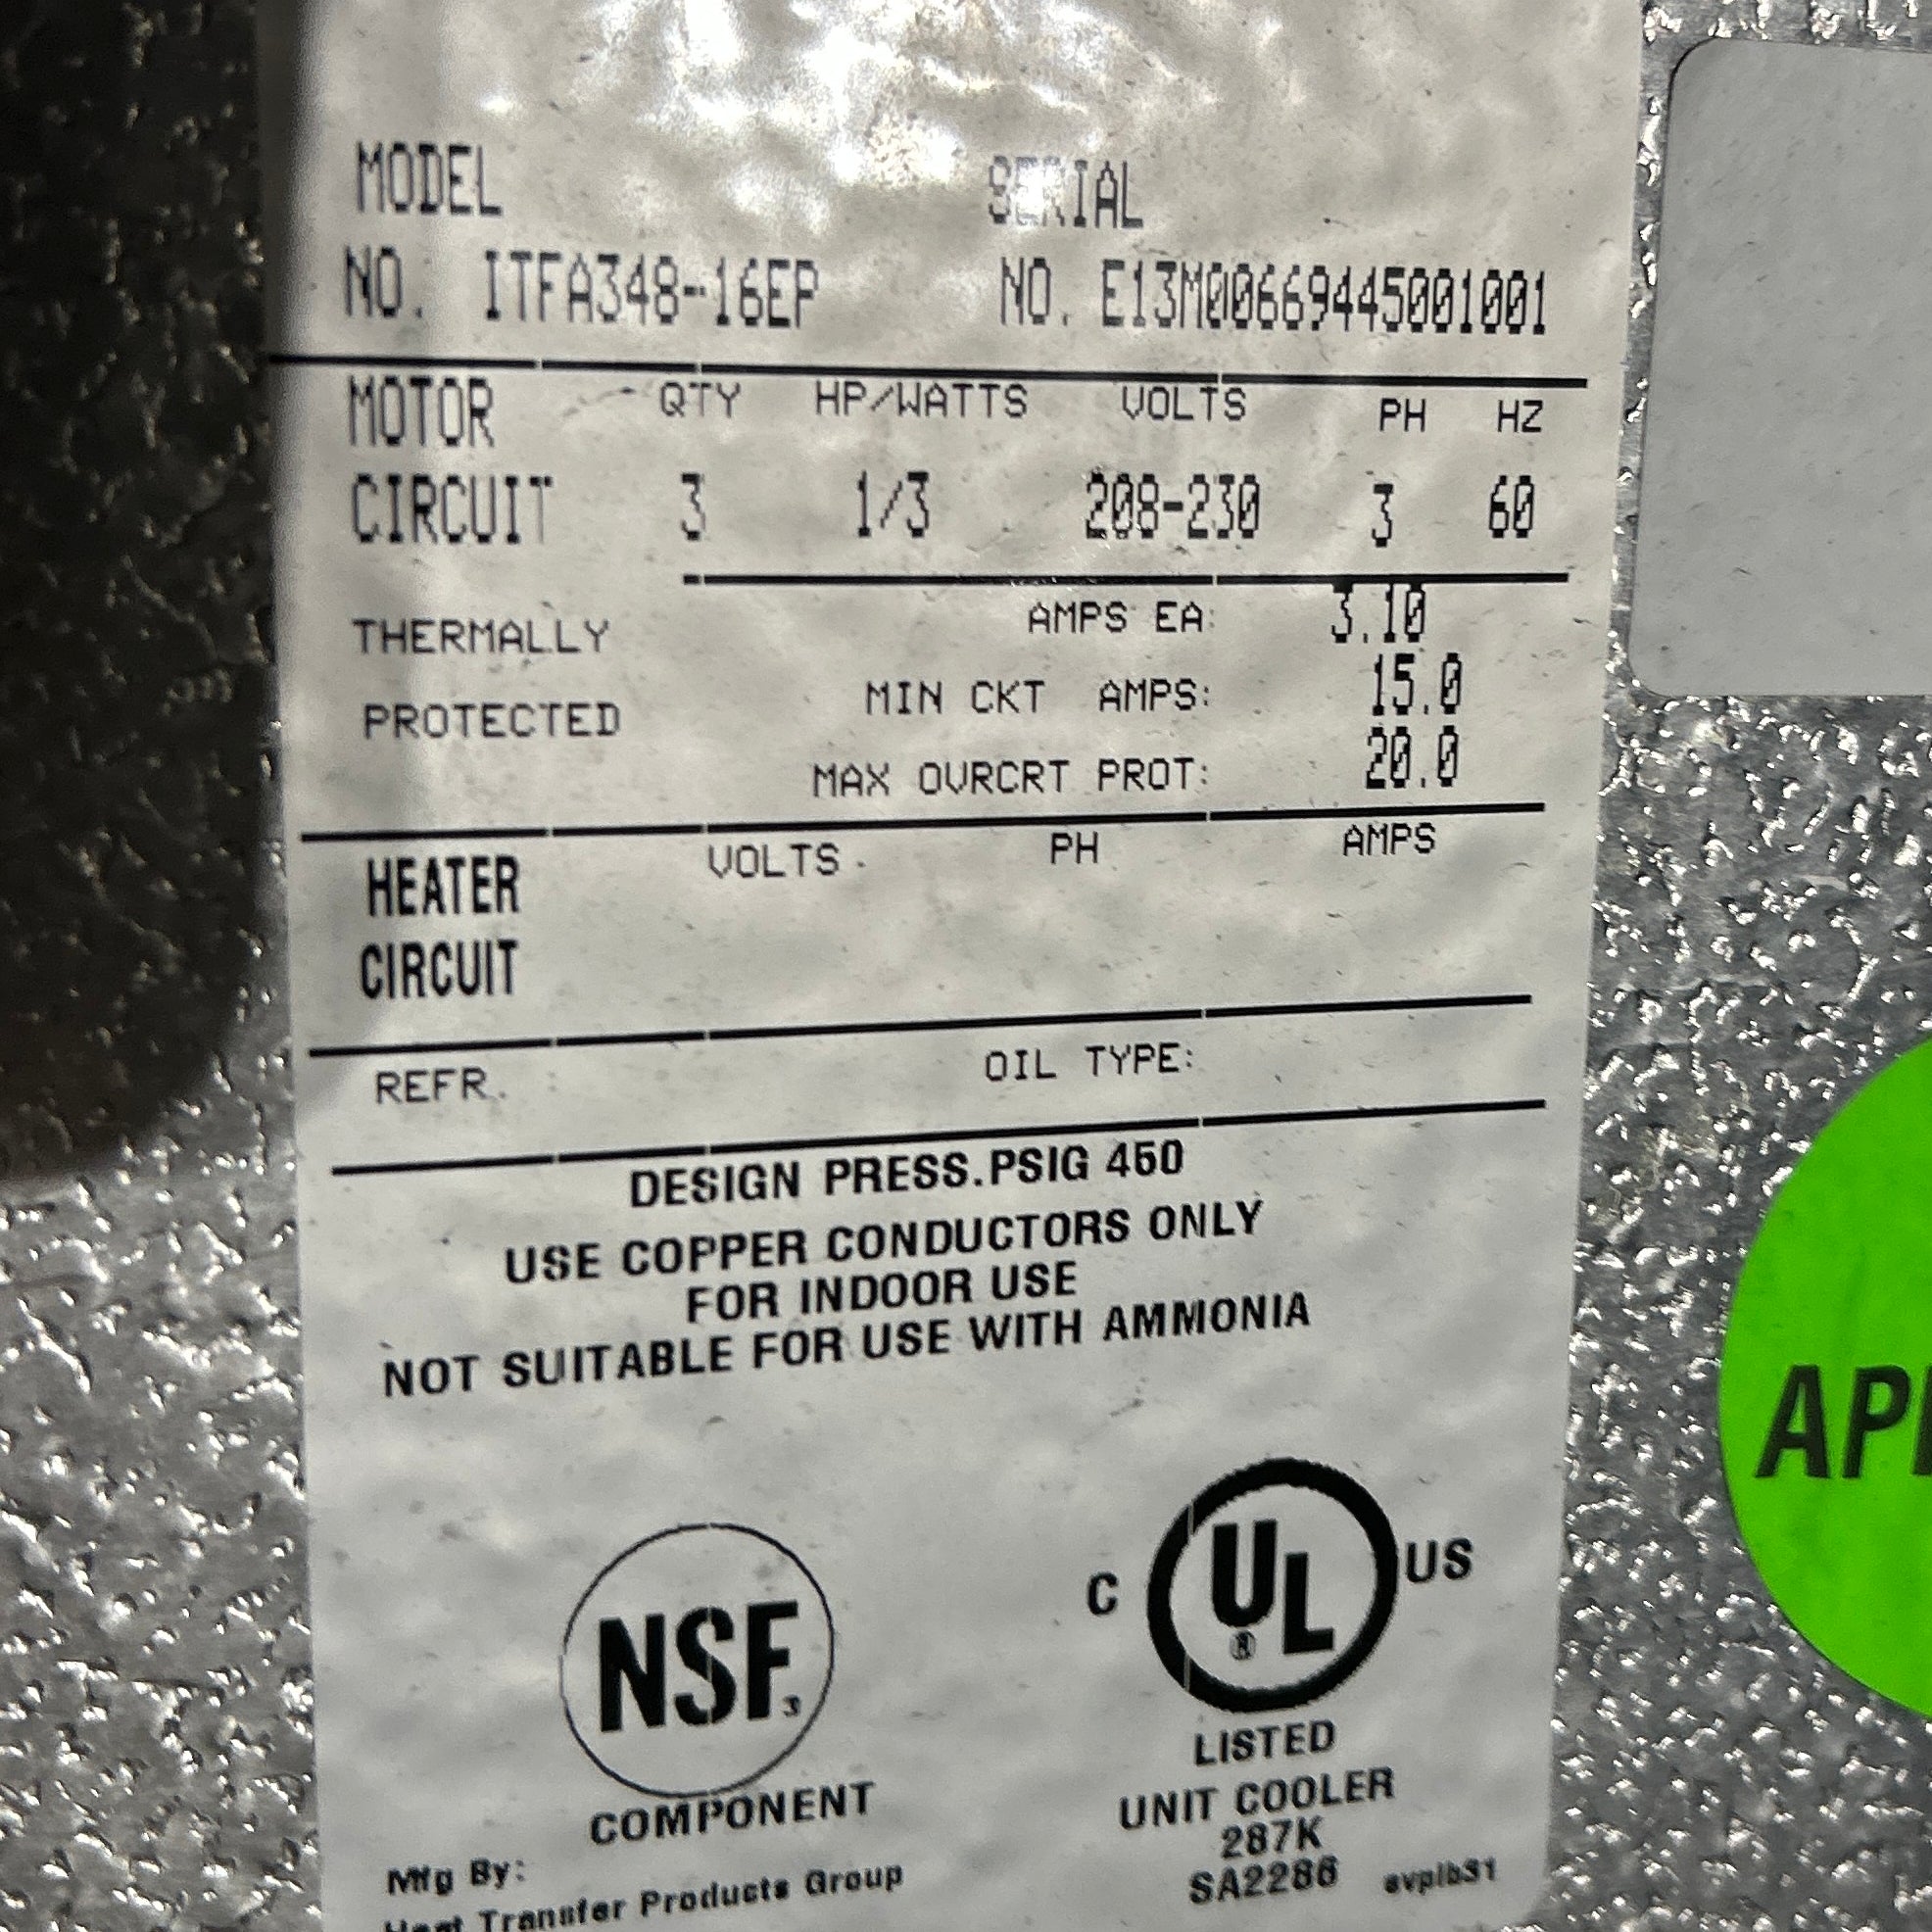 MODEL SERIAL
NO. ITFA348-16EP NO. E13M00669445001001
MOTOR QTY HP/WATTS VOLTS PH HZ
CIRCUIT 3 1/3 208-230 3 60
THERMALLY AMPS EA: 3.10
PROTECTED MIN CKT AMPS: 15.0
MAX OVRCRT PROT: 20.0
HEATER VOLTS PH AMPS
CIRCUIT
REFR. : OIL TYPE:
DESIGN PRESS.PSIG 450
USE COPPER CONDUCTORS ONLY
FOR INDOOR USE
NOT SUITABLE FOR USE WITH AMMONIA
NSF
COMPONENT
C UL® US
LISTED
UNIT COOLER
287K
SA2286 evplb31
Mfg By:
Heat Transfer Products Group